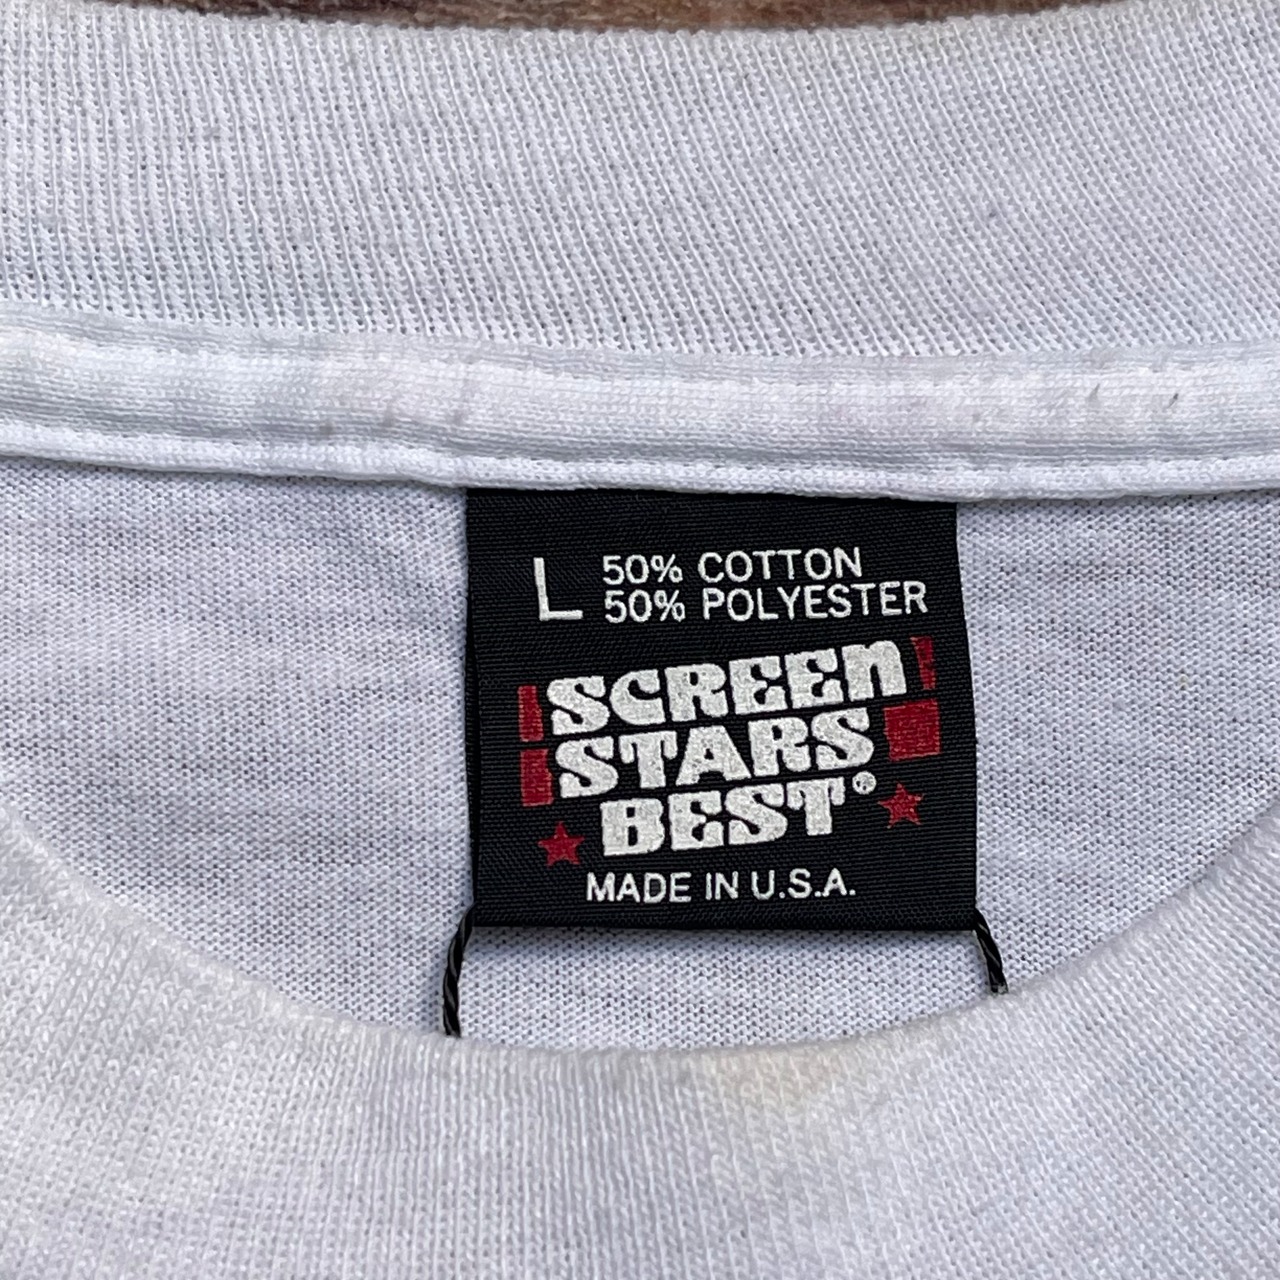 L 50% COTTON
50% POLYESTER
SCREEN
STARS
BEST®
MADE IN U.S.A.